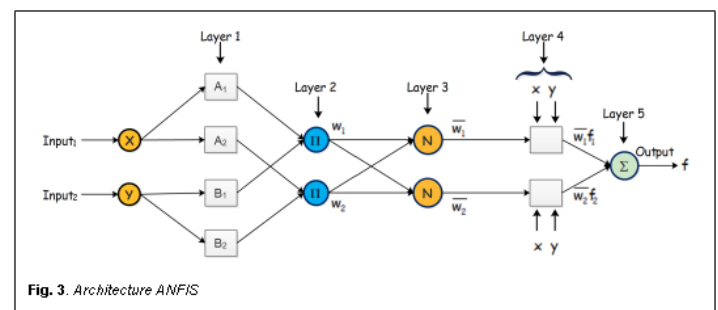 Layer 1
Layer 4
A₁
Layer 2
Layer 3
x y
Layer 5
Input₁
X
A₂
Π
w₁
N
w̅₁
w̅₁f₁
Output
Σ
f
Input₂
y
B₁
Π
w₂
N
w̅₂
w̅₂f₂
B₂
x y
Fig. 3. Architecture ANFIS